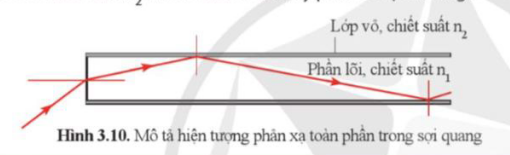 2
Lớp vỏ, chiết suất n₂
Phần lõi, chiết suất n₁
Hình 3.10. Mô tả hiện tượng phản xạ toàn phần trong sợi quang